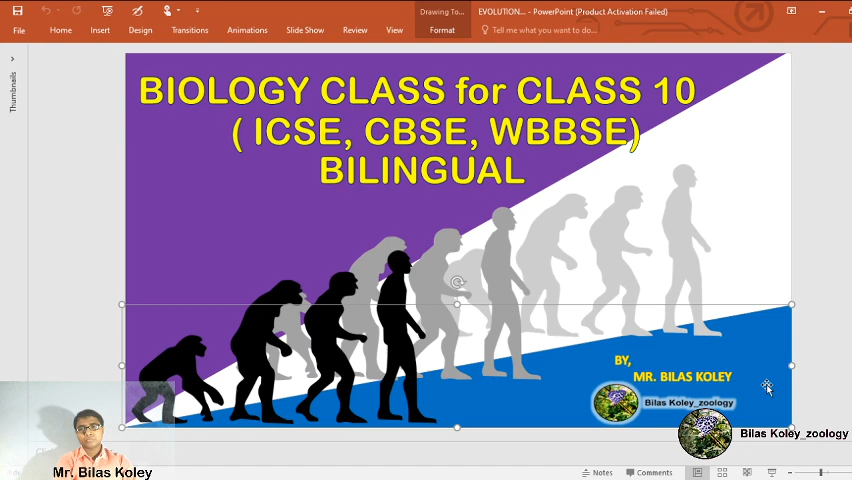 Drawing To...
EVOLUTION... - PowerPoint (Product Activation Failed)
File Home Insert Design Transitions Animations Slide Show Review View Format Tell me what you want to do...
Thumbnails
BIOLOGY CLASS for CLASS 10
( ICSE, CBSE, WBBSE)
BILINGUAL
BY,
MR. BILAS KOLEY
Bilas Koley_zoology
Bilas Koley_zoology
Mr. Bilas Koley
Notes Comments